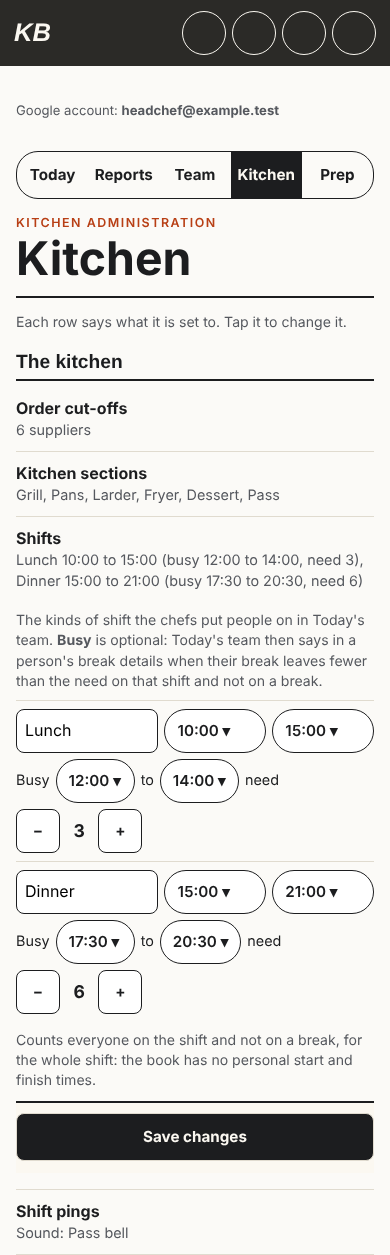 KB
Google account: headchef@example.test
Today Reports Team Kitchen Prep
KITCHEN ADMINISTRATION
Kitchen
Each row says what it is set to. Tap it to change it.
The kitchen
Order cut-offs
6 suppliers
Kitchen sections
Grill, Pans, Larder, Fryer, Dessert, Pass
Shifts
Lunch 10:00 to 15:00 (busy 12:00 to 14:00, need 3),
Dinner 15:00 to 21:00 (busy 17:30 to 20:30, need 6)
The kinds of shift the chefs put people on in Today's
team. Busy is optional: Today's team then says in a
person's break details when their break leaves fewer
than the need on that shift and not on a break.
Lunch 10:00 ▾ 15:00 ▾
Busy 12:00 ▾ to 14:00 ▾ need
− 3 +
Dinner 15:00 ▾ 21:00 ▾
Busy 17:30 ▾ to 20:30 ▾ need
− 6 +
Counts everyone on the shift and not on a break, for
the whole shift: the book has no personal start and
finish times.
Save changes
Shift pings
Sound: Pass bell